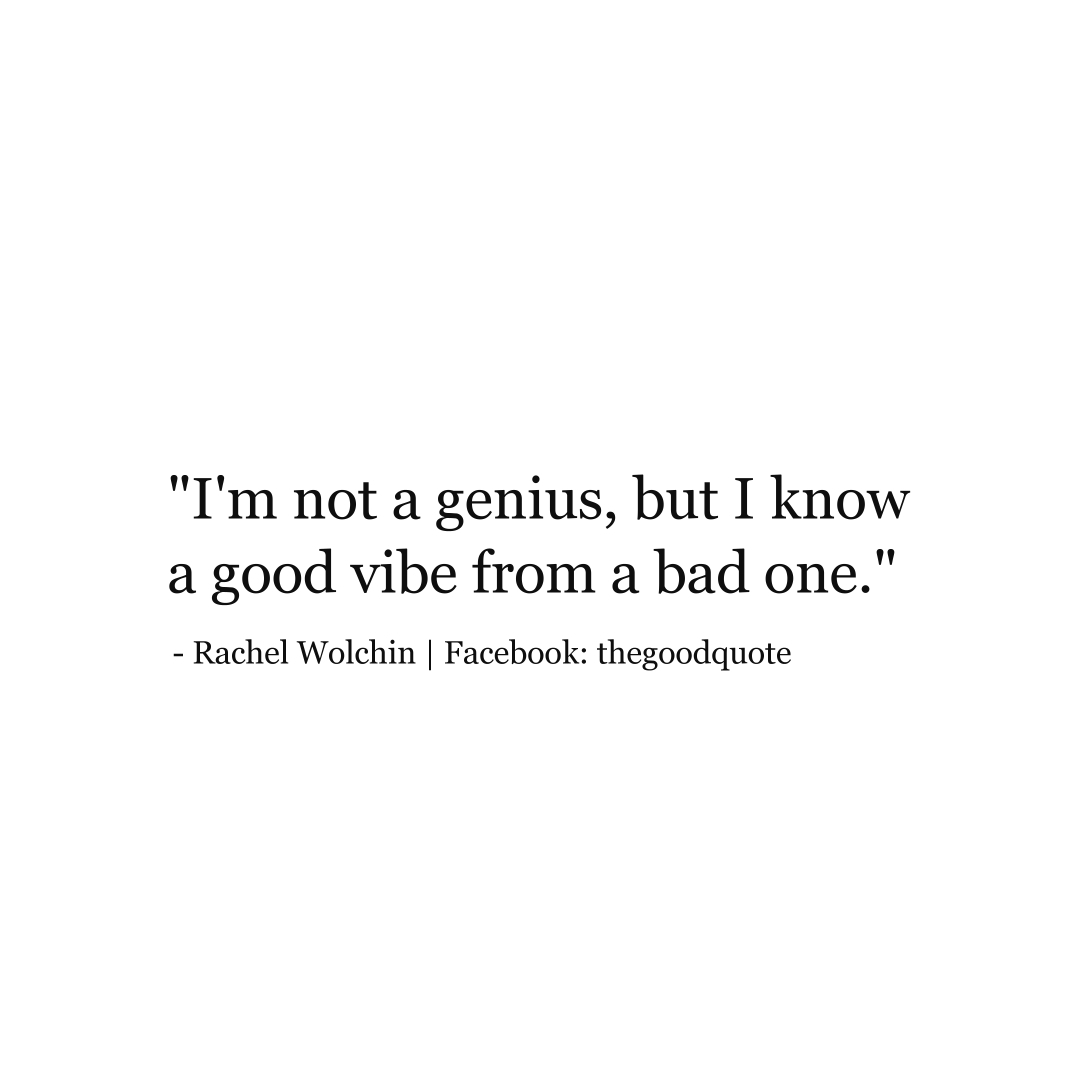 "I'm not a genius, but I know
a good vibe from a bad one."
- Rachel Wolchin | Facebook: thegoodquote